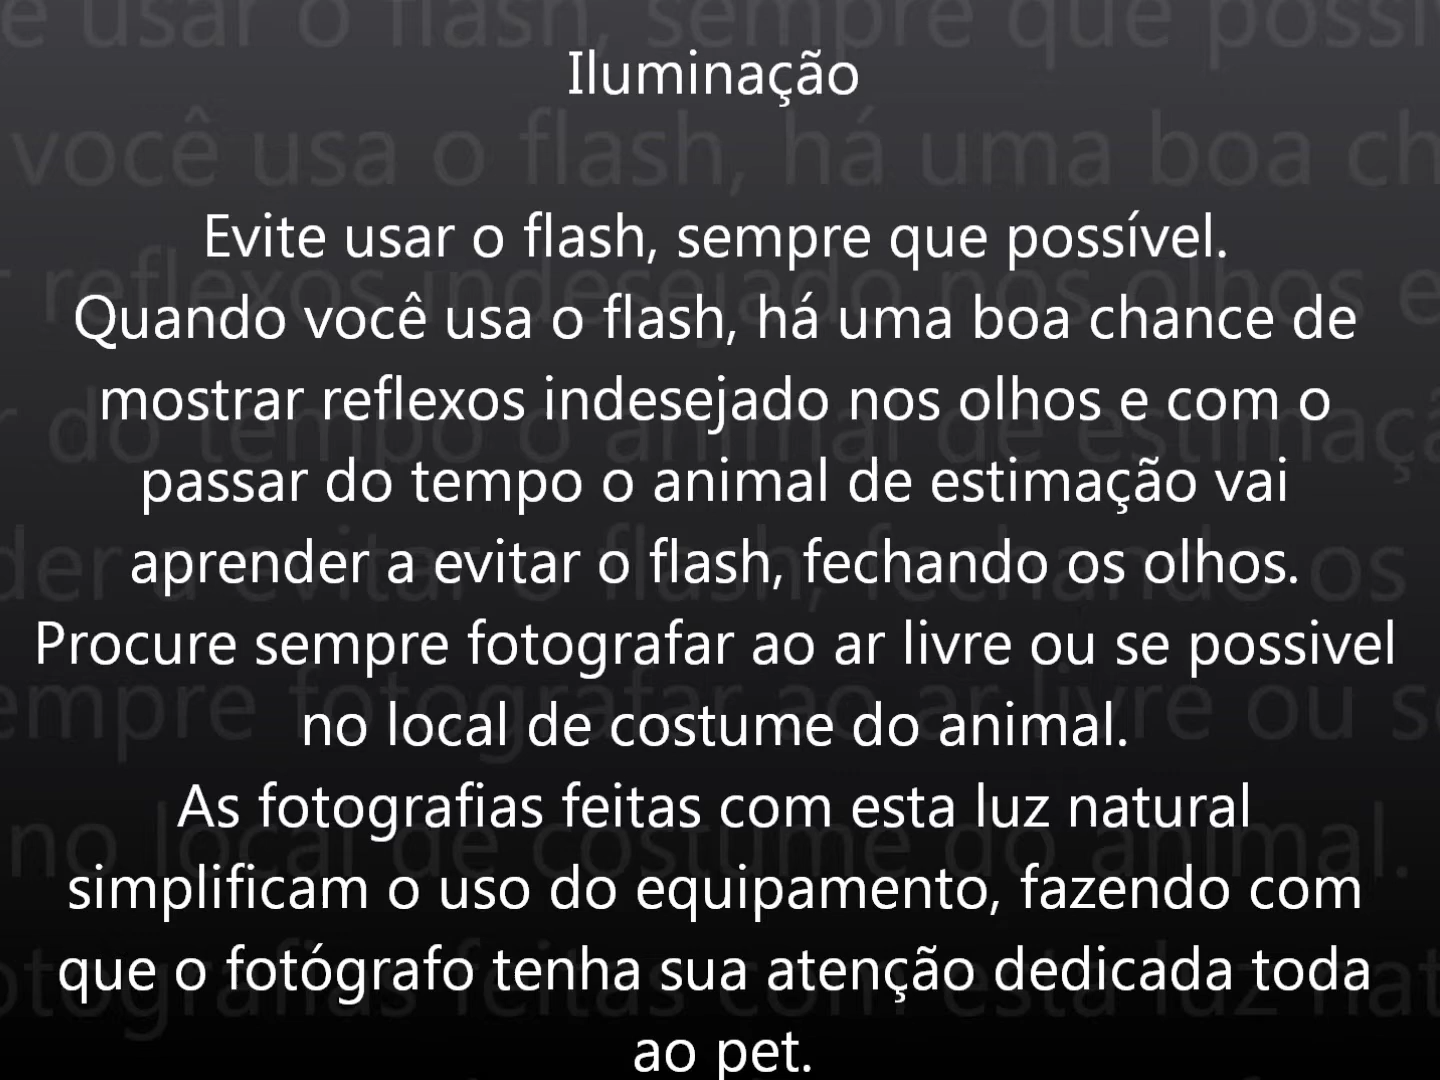 Iluminação
Evite usar o flash, sempre que possível.
Quando você usa o flash, há uma boa chance de
mostrar reflexos indesejado nos olhos e com o
passar do tempo o animal de estimação vai
aprender a evitar o flash, fechando os olhos.
Procure sempre fotografar ao ar livre ou se possivel
no local de costume do animal.
As fotografias feitas com esta luz natural
simplificam o uso do equipamento, fazendo com
que o fotógrafo tenha sua atenção dedicada toda
ao pet.